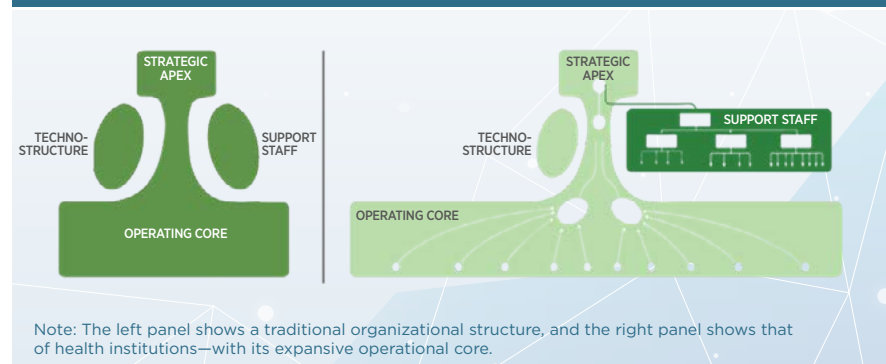 STRATEGIC
APEX
TECHNO-
STRUCTURE
SUPPORT
STAFF
OPERATING CORE
STRATEGIC
APEX
TECHNO-
STRUCTURE
SUPPORT STAFF
OPERATING CORE
Note: The left panel shows a traditional organizational structure, and the right panel shows that
of health institutions—with its expansive operational core.